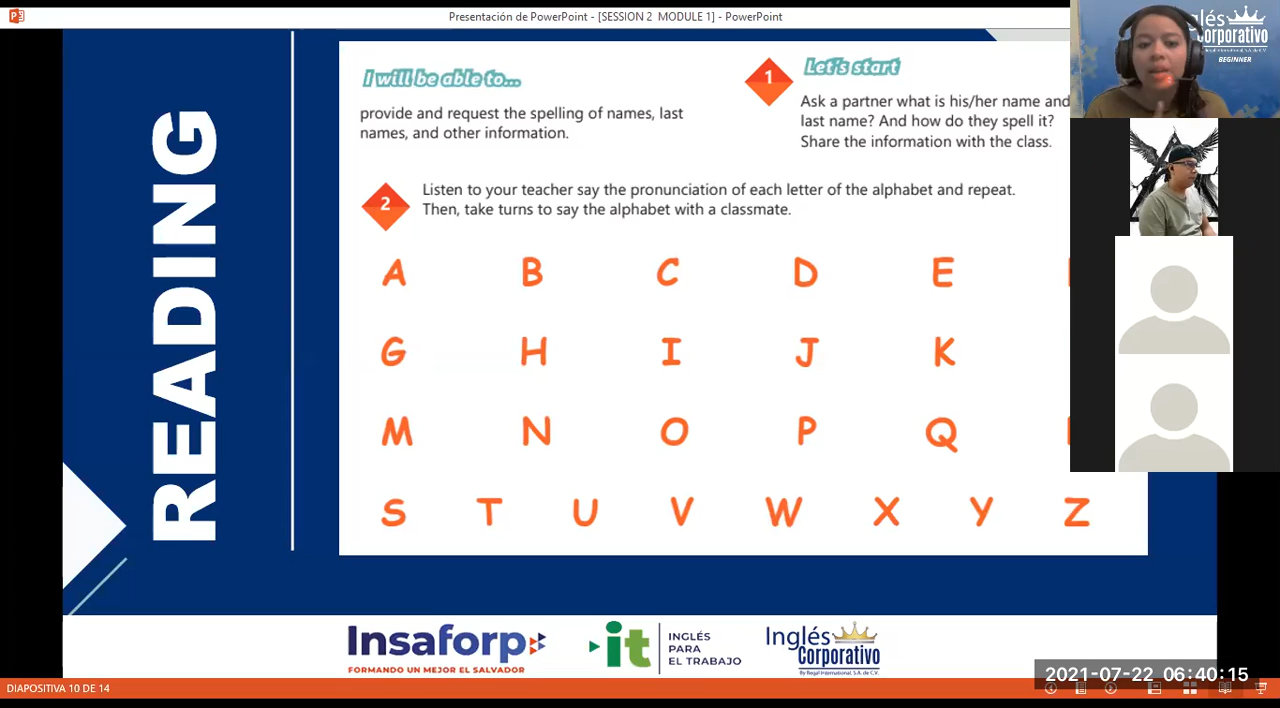 Presentación de PowerPoint - [SESSION 2 MODULE 1] - PowerPoint
Corporativo
BEGINNER
READING
I will be able to...
provide and request the spelling of names, last
names, and other information.
1
Let's start
Ask a partner what is his/her name and
last name? And how do they spell it?
Share the information with the class.
2
Listen to your teacher say the pronunciation of each letter of the alphabet and repeat.
Then, take turns to say the alphabet with a classmate.
A B C D E
G H I J K
M N O P Q
S T U V W X Y Z
Insaforp
FORMANDO UN MEJOR EL SALVADOR
it
INGLÉS
PARA
EL TRABAJO
Inglés
Corporativo
By Regal International, S.A. de C.V.
2021-07-22 06:40:15
DIAPOSITIVA 10 DE 14